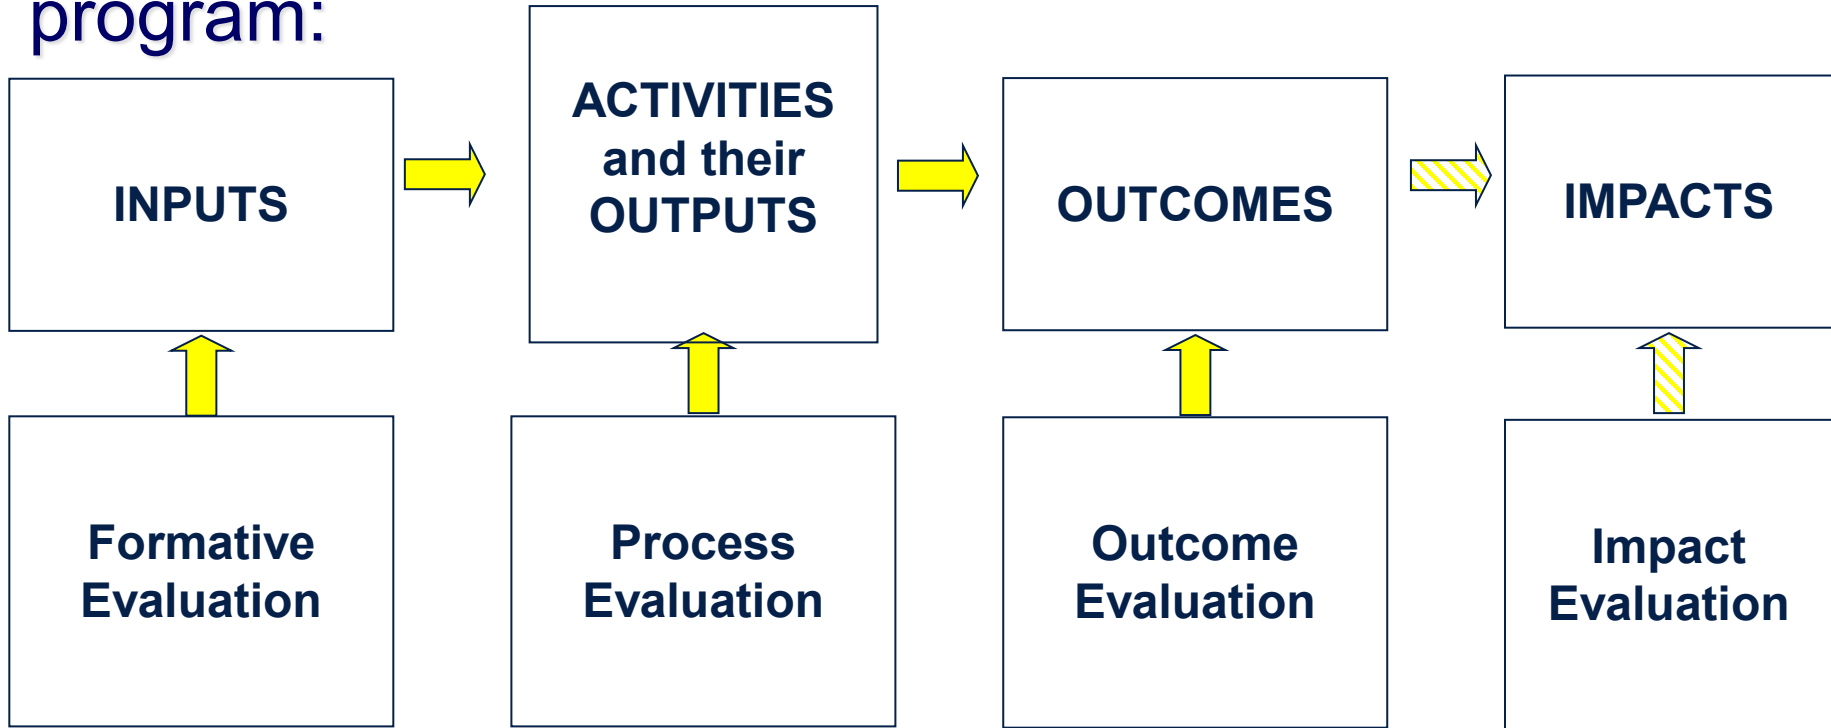 program:
INPUTS
ACTIVITIES
and their
OUTPUTS
OUTCOMES
IMPACTS
Formative
Evaluation
Process
Evaluation
Outcome
Evaluation
Impact
Evaluation